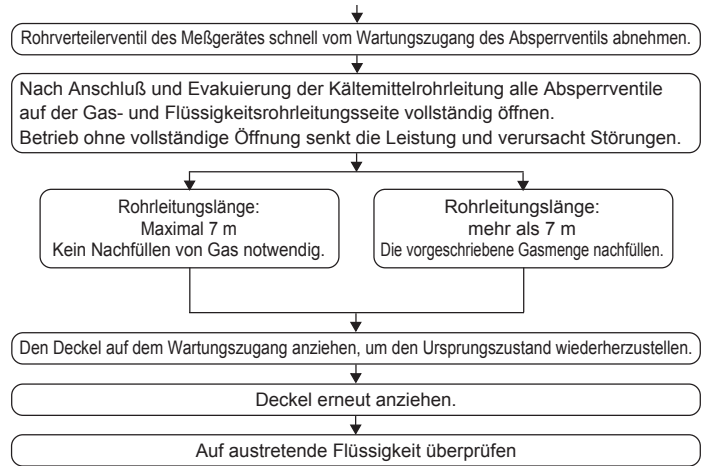 Rohrverteilerventil des Meßgerätes schnell vom Wartungszugang des Absperrventils abnehmen.
Nach Anschluß und Evakuierung der Kältemittelrohrleitung alle Absperrventile
auf der Gas- und Flüssigkeitsrohrleitungsseite vollständig öffnen.
Betrieb ohne vollständige Öffnung senkt die Leistung und verursacht Störungen.
Rohrleitungslänge:
Maximal 7 m
Kein Nachfüllen von Gas notwendig.
Rohrleitungslänge:
mehr als 7 m
Die vorgeschriebene Gasmenge nachfüllen.
Den Deckel auf dem Wartungszugang anziehen, um den Ursprungszustand wiederherzustellen.
Deckel erneut anziehen.
Auf austretende Flüssigkeit überprüfen